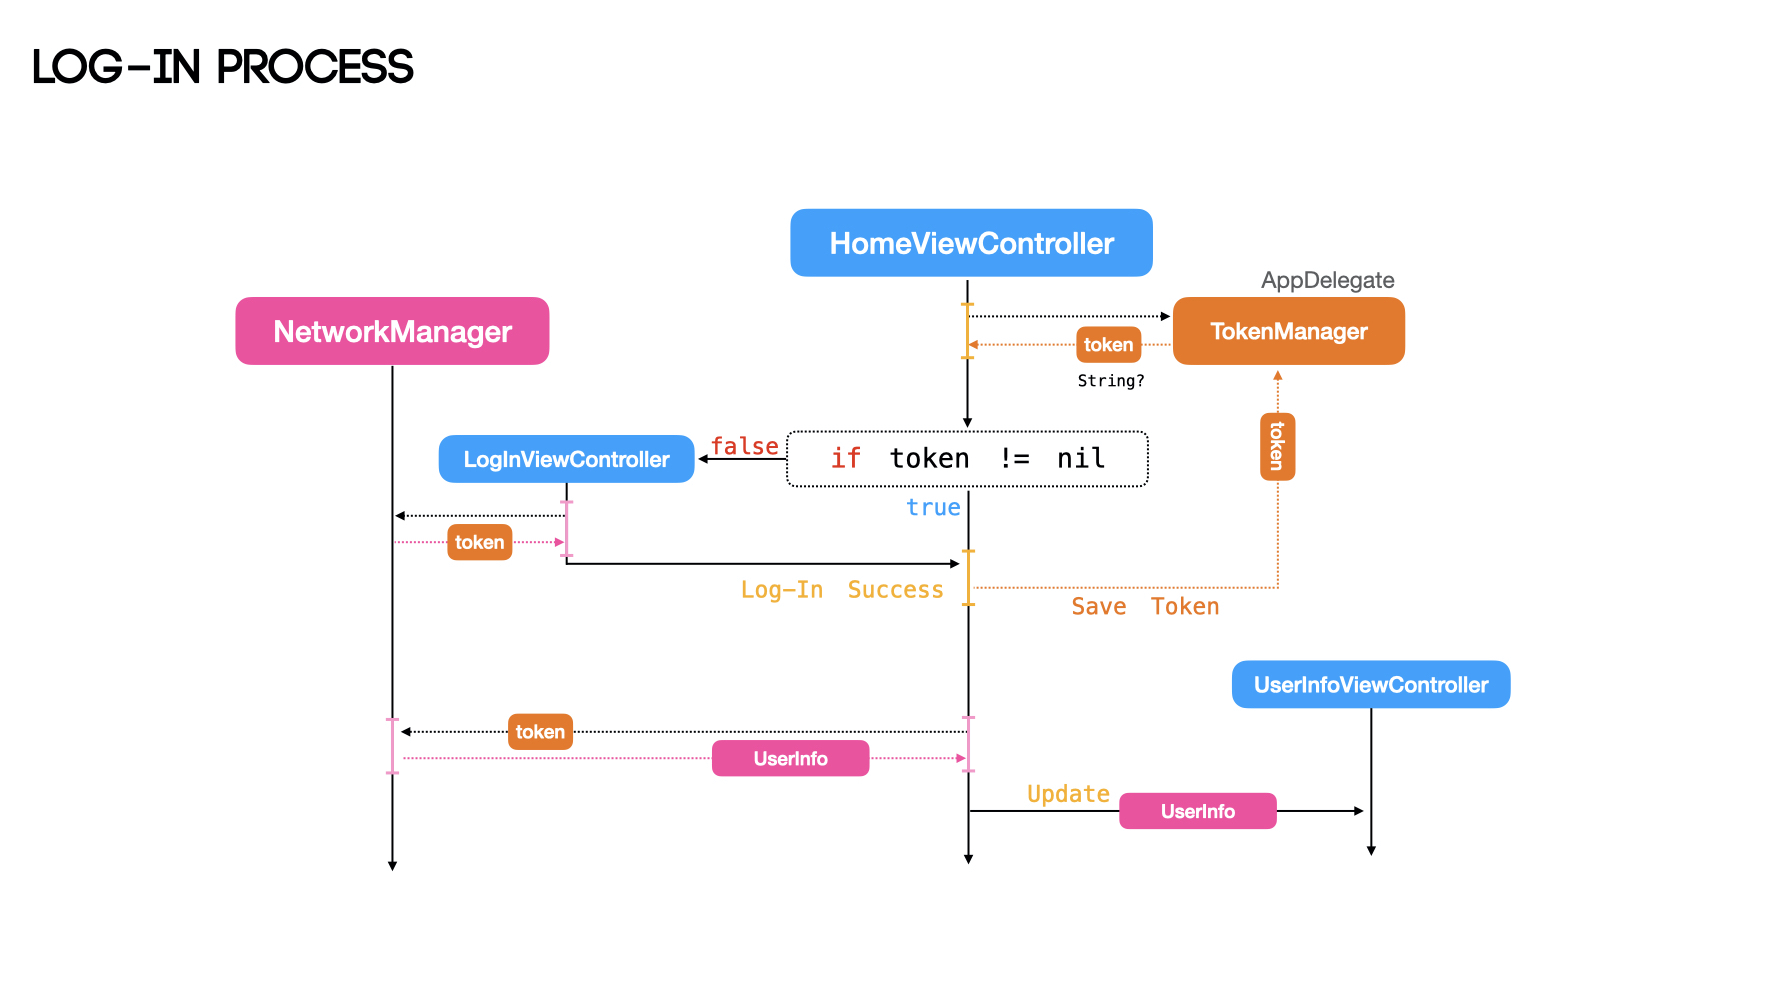 LOG-IN PROCESS
HomeViewController
AppDelegate
NetworkManager
TokenManager
token
String?
token
false
if token != nil
LogInViewController
true
token
Log-In Success
Save Token
UserInfoViewController
token
UserInfo
Update
UserInfo